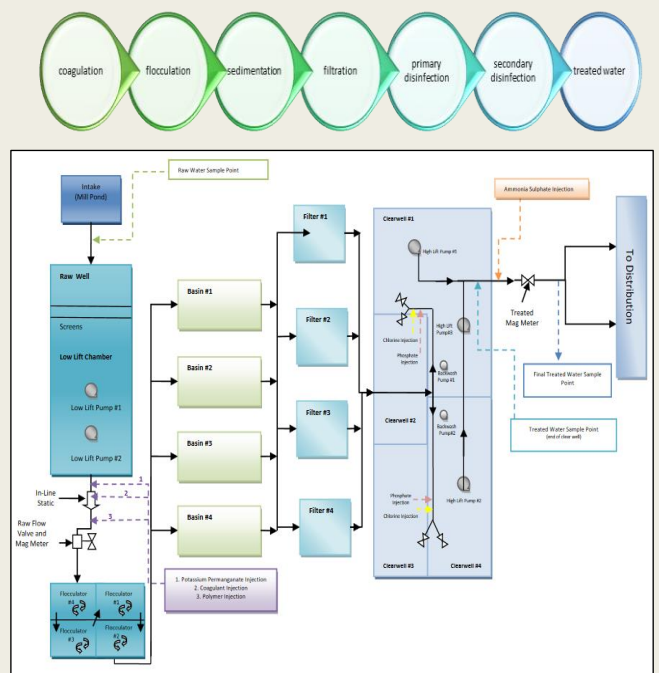 coagulation
flocculation
sedimentation
filtration
primary
disinfection
secondary
disinfection
treated water
Intake
(Mill Pond)
Raw Water Sample Point
Raw Well
Screens
Low Lift Chamber
Low Lift Pump #1
Low Lift Pump #2
1
2
3
In-Line
Static
Raw Flow
Valve and
Mag Meter
Flocculator
#4
Flocculator
#1
Flocculator
#3
Flocculator
#2
1. Potassium Permanganate Injection
2. Coagulant Injection
3. Polymer Injection
Basin #1
Basin #2
Basin #3
Basin #4
Filter #1
Filter #2
Filter #3
Filter #4
Clearwell #1
High Lift Pump #1
High Lift
Pump#3
Chlorine Injection
Phosphate
Injection
Backwash
Pump #1
Clearwell #2
Backwash
Pump#2
Phosphate
Injection
Chlorine Injection
High Lift Pump #2
Clearwell #3
Clearwell #4
Ammonia Sulphate Injection
Treated
Mag Meter
To Distribution
Final Treated Water Sample
Point
Treated Water Sample Point
(end of clear well)